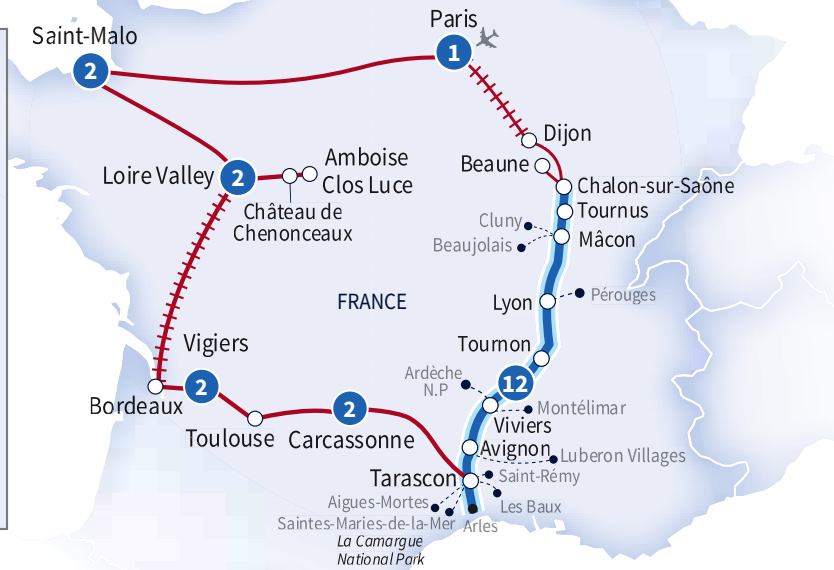 Paris
Saint-Malo
1
2
Dijon
Beaune
Amboise
Clos Luce
Loire Valley
2
Chalon-sur-Saône
Château de
Chenonceaux
Tournus
Cluny
Beaujolais
Mâcon
FRANCE
Lyon
Pérouges
Vigiers
Tournon
Ardèche
N.P
12
2
Bordeaux
2
Montélimar
Viviers
Toulouse
Carcassonne
Avignon
Luberon Villages
Tarascon
Saint-Rémy
Aigues-Mortes
Les Baux
Saintes-Maries-de-la-Mer
Arles
La Camargue
National Park